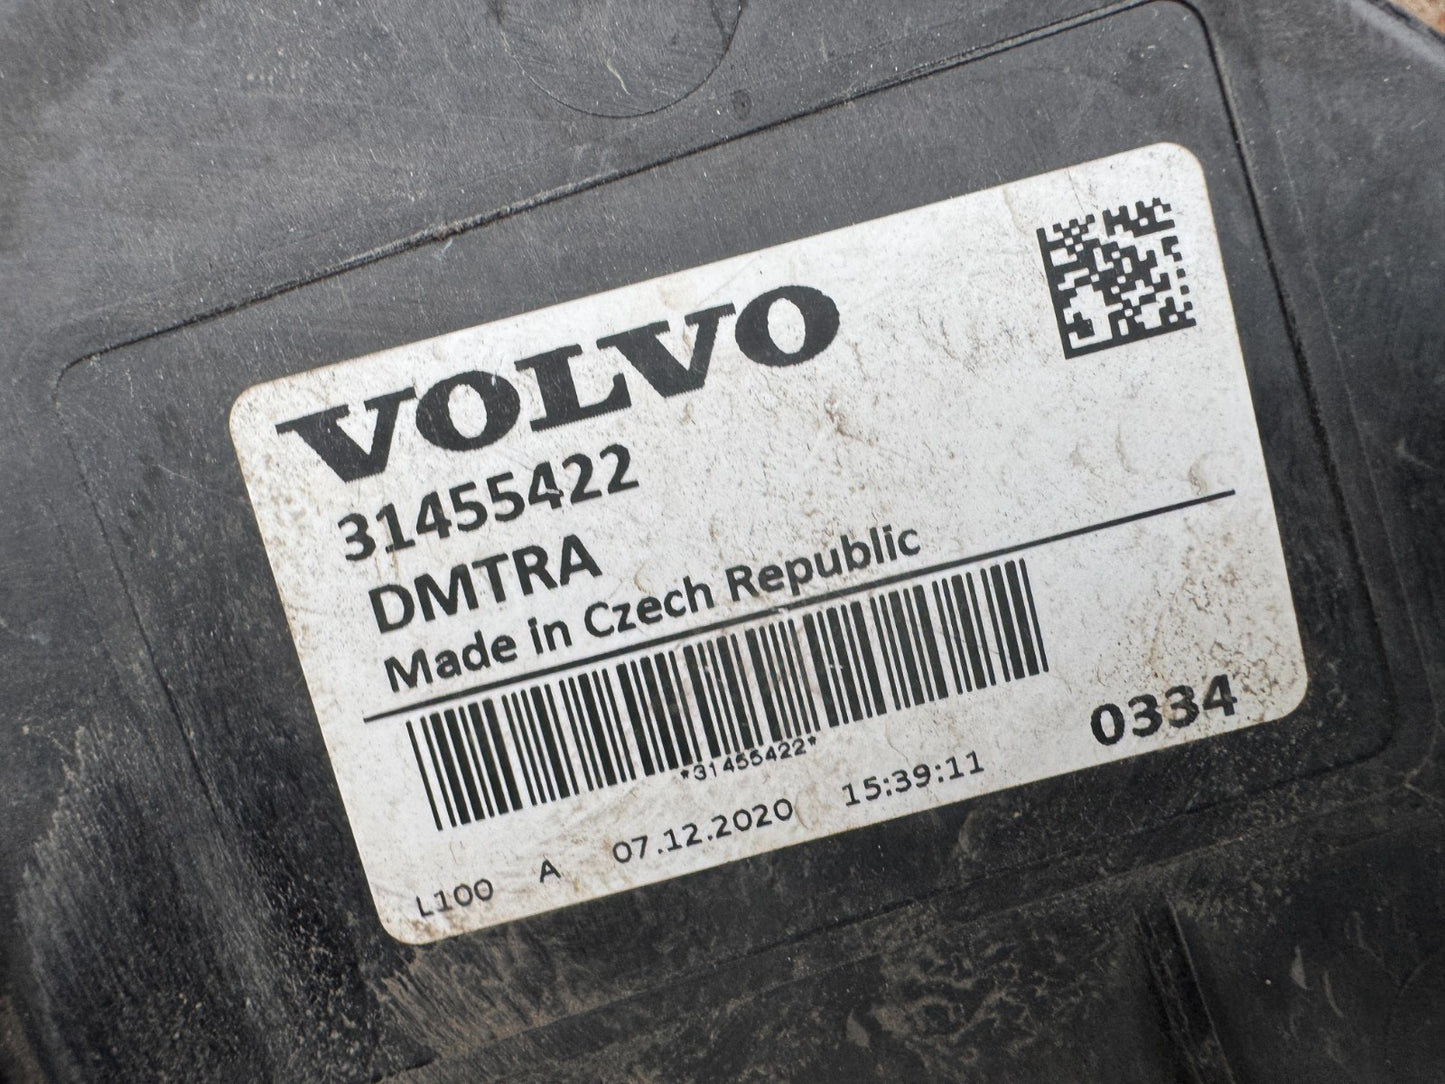 VOLVO
31455422
DMTRA
Made in Czech Republic
*31455422*
0334
L100 A 07.12.2020 15:39:11